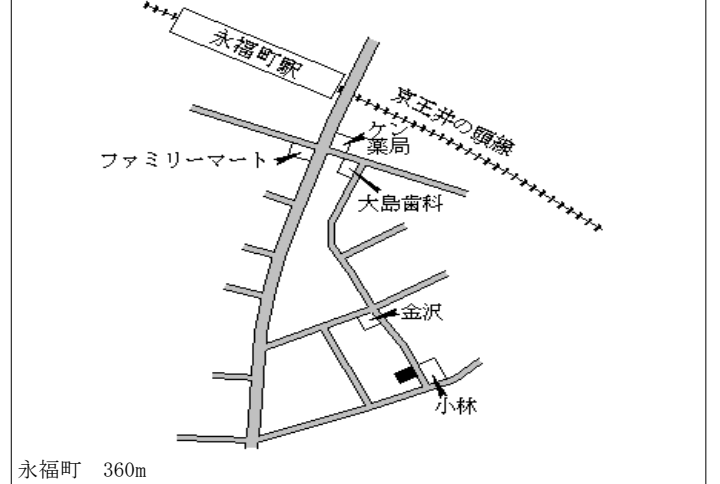 永福町駅
京王井の頭線
ケン
薬局
ファミリーマート
大島歯科
金沢
小林
永福町　360m